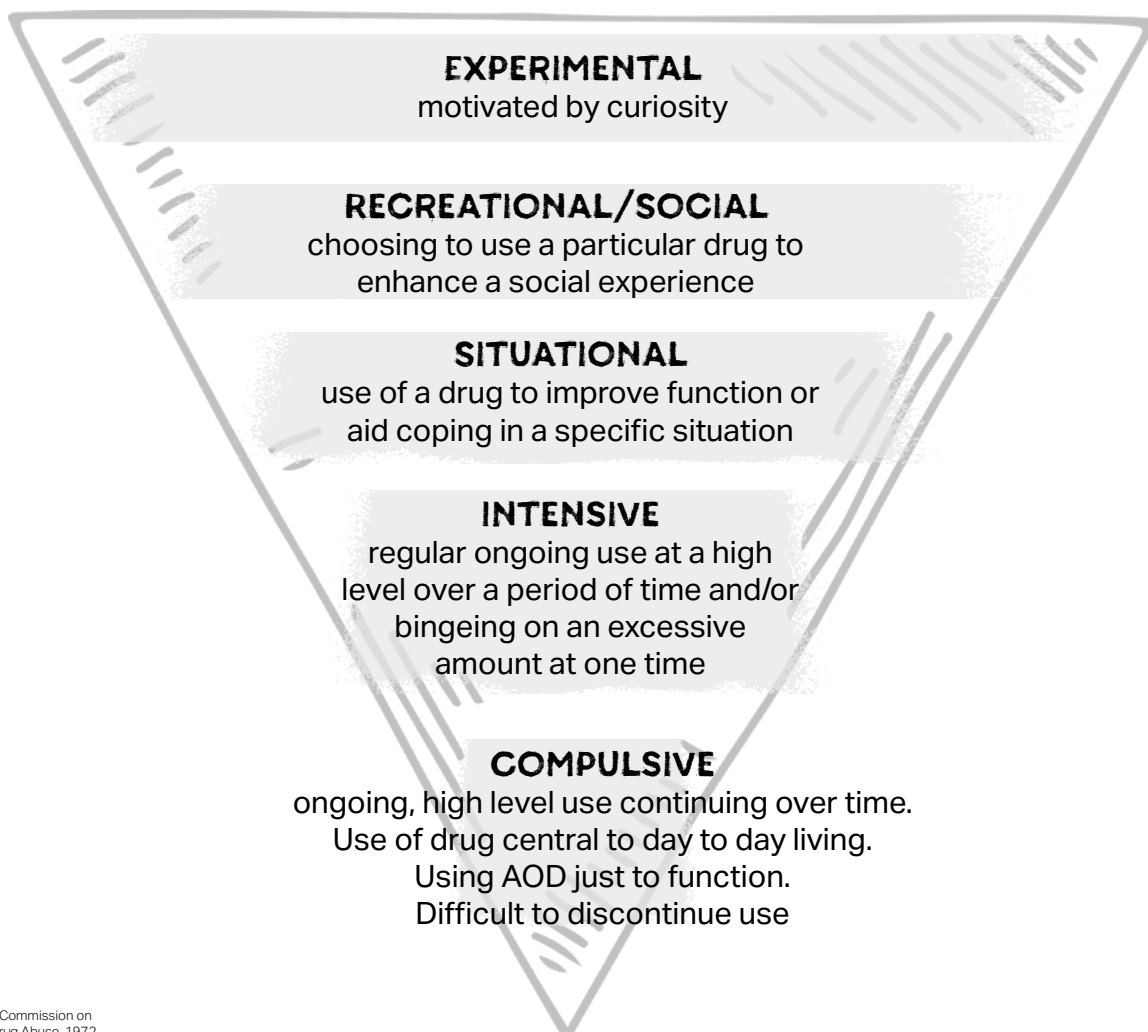 EXPERIMENTAL
motivated by curiosity
RECREATIONAL/SOCIAL
choosing to use a particular drug to
enhance a social experience
SITUATIONAL
use of a drug to improve function or
aid coping in a specific situation
INTENSIVE
regular ongoing use at a high
level over a period of time and/or
bingeing on an excessive
amount at one time
COMPULSIVE
ongoing, high level use continuing over time.
Use of drug central to day to day living.
Using AOD just to function.
Difficult to discontinue use
Commission on
Abuse, 1972